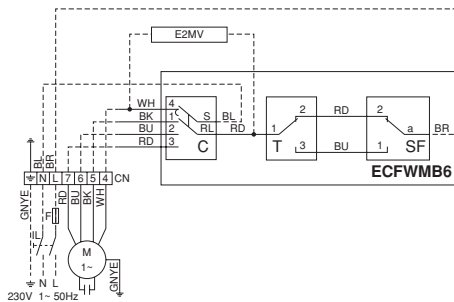 E2MV
WH 4
BK 1 S BL
BU 2 RL RD
RD 3 C
1 2 T 3
RD
BU
2 a SF 1
BR
ECFWMB6
BL BR
N L 7 6 5 4 CN
GNYE
F
RD BU BK WH
IL
M
1~
GNYE
N L
230V 1~ 50Hz